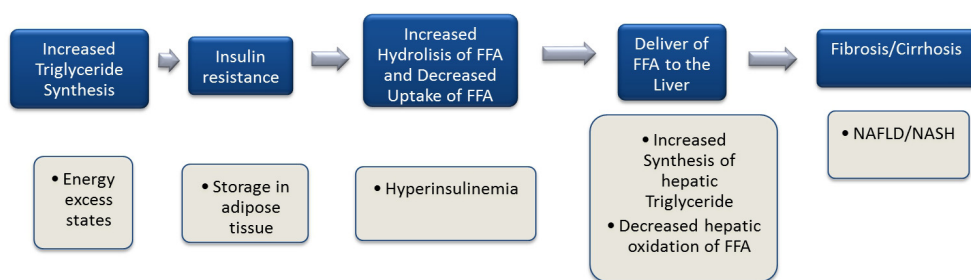 Increased
Triglyceride
Synthesis
Insulin
resistance
Increased
Hydrolisis of FFA
and Decreased
Uptake of FFA
Deliver of
FFA to the
Liver
Fibrosis/Cirrhosis
• Energy
excess
states
• Storage in
adipose
tissue
• Hyperinsulinemia
• Increased
Synthesis of
hepatic
Triglyceride
• Decreased hepatic
oxidation of FFA
• NAFLD/NASH